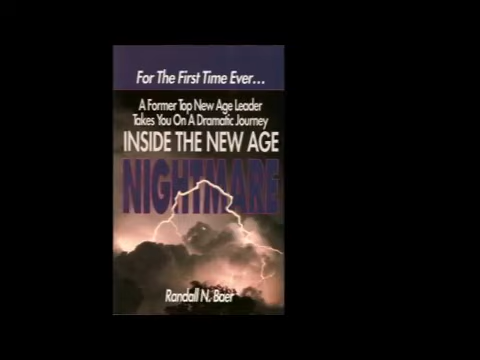 For The First Time Ever...
A Former Top New Age Leader
Takes You On A Dramatic Journey
INSIDE THE NEW AGE
NIGHTMARE
Randall N. Baer